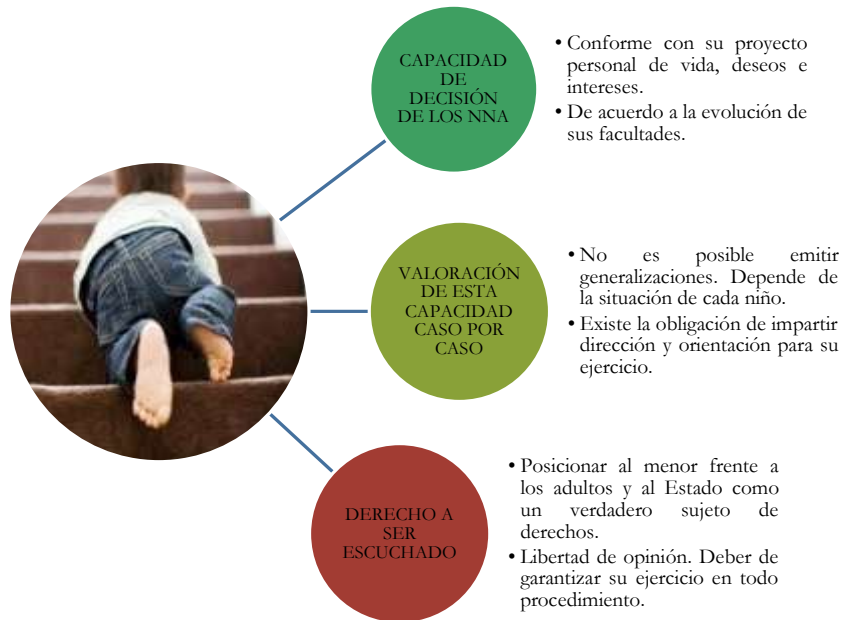 CAPACIDAD
DE
DECISIÓN
DE LOS NNA
• Conforme con su proyecto
personal de vida, deseos e
intereses.
• De acuerdo a la evolución de
sus facultades.
VALORACIÓN
DE ESTA
CAPACIDAD
CASO POR
CASO
• No es posible emitir
generalizaciones. Depende de
la situación de cada niño.
• Existe la obligación de impartir
dirección y orientación para su
ejercicio.
DERECHO A
SER
ESCUCHADO
• Posicionar al menor frente a
los adultos y al Estado como
un verdadero sujeto de
derechos.
• Libertad de opinión. Deber de
garantizar su ejercicio en todo
procedimiento.